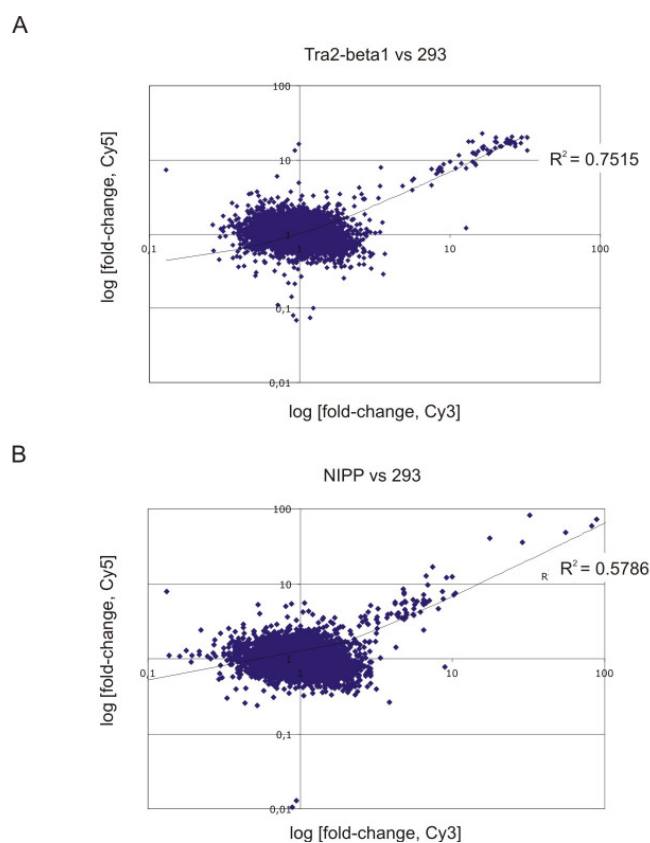 A
Tra2-beta1 vs 293
log [fold-change, Cy5]
100
10
1
0,1
0,01
0,1
1
10
100
R² = 0.7515
log [fold-change, Cy3]
B
NIPP vs 293
log [fold-change, Cy5]
100
10
1
0,1
0,01
0,1
1
10
100
R
R² = 0.5786
log [fold-change, Cy3]